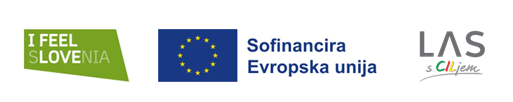 I FEEL
SLOVENIA
Sofinancira
Evropska unija
LAS
s CILjem